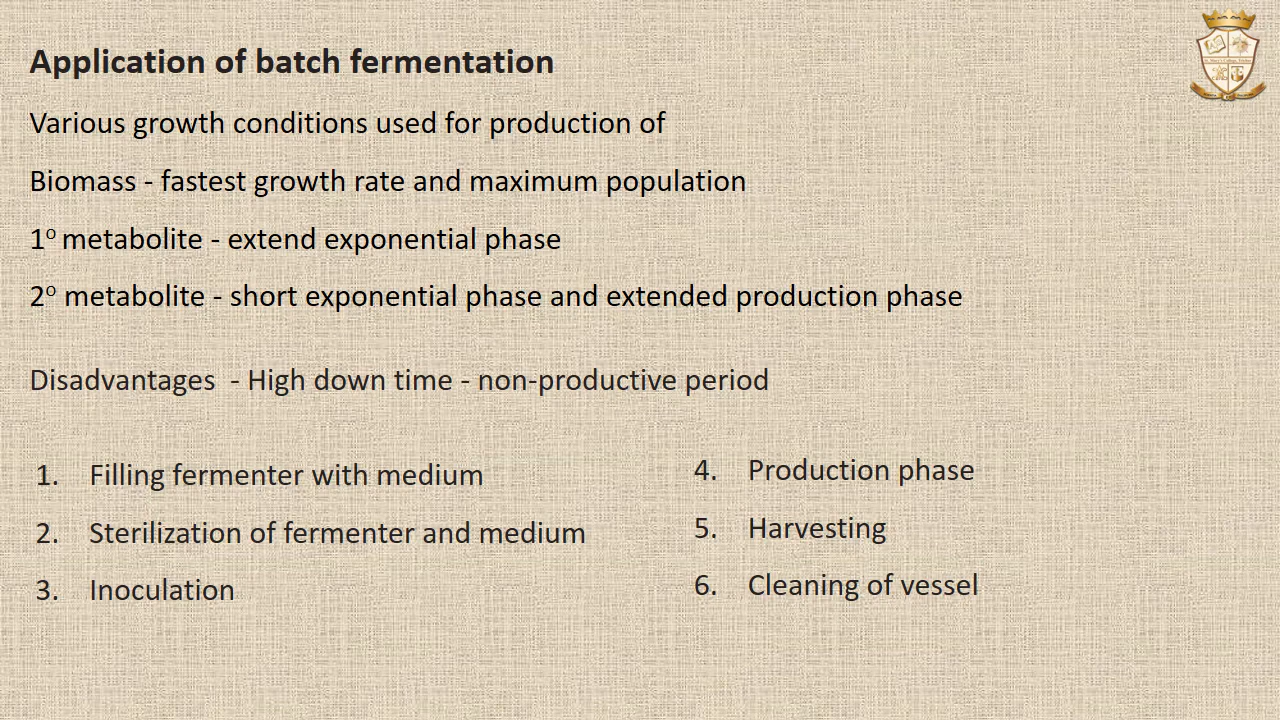 Application of batch fermentation
Various growth conditions used for production of
Biomass - fastest growth rate and maximum population
1º metabolite - extend exponential phase
2º metabolite - short exponential phase and extended production phase
Disadvantages - High down time - non-productive period
1. Filling fermenter with medium
2. Sterilization of fermenter and medium
3. Inoculation
4. Production phase
5. Harvesting
6. Cleaning of vessel